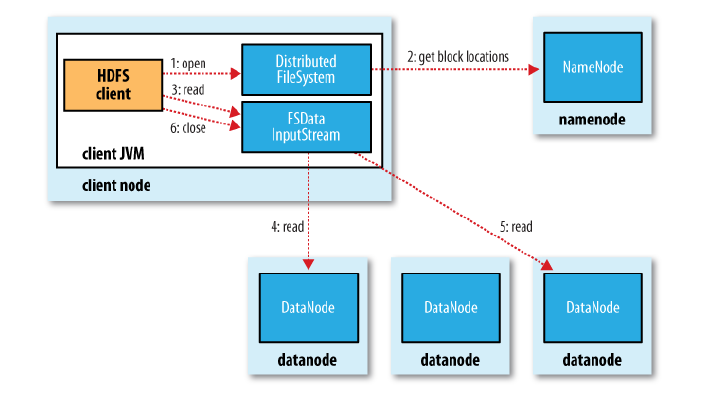 HDFS
client
1: open
3: read
6: close
Distributed
FileSystem
FSData
InputStream
client JVM
client node
2: get block locations
NameNode
namenode
4: read
5: read
DataNode
datanode
DataNode
datanode
DataNode
datanode